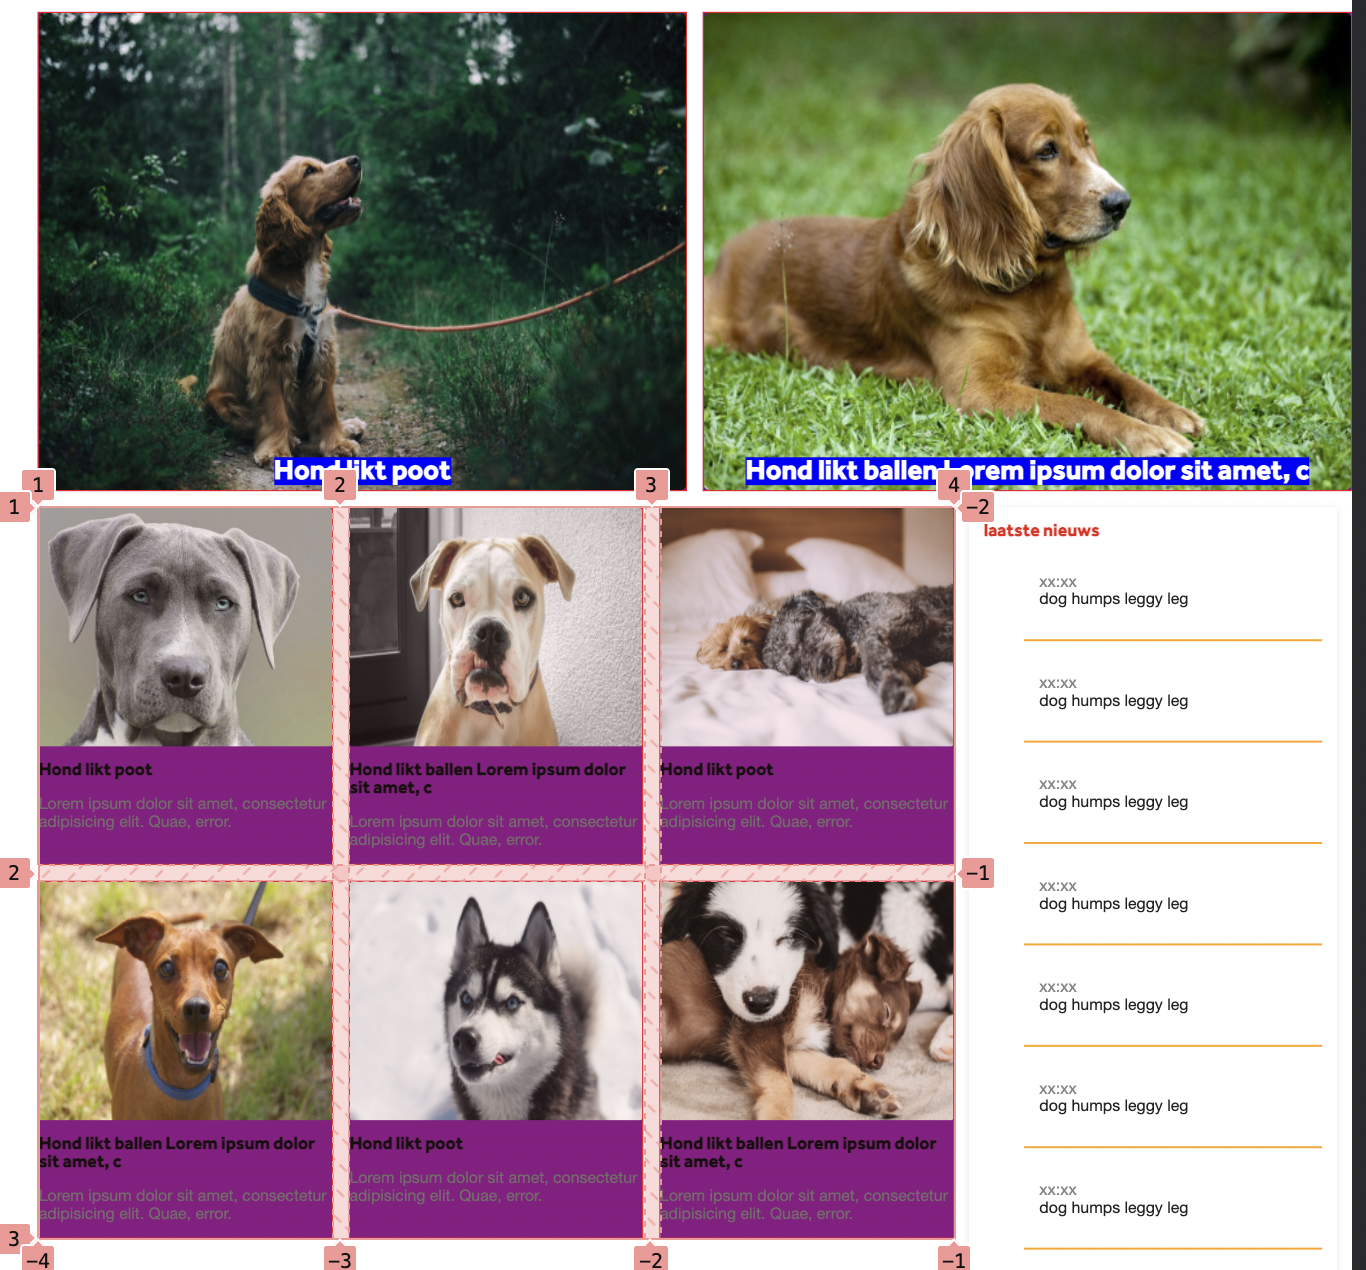 Hond likt poot
Hond likt ballen Lorem ipsum dolor sit amet, c
1
2
3
4
1
−2
laatste nieuws
xx:xx
dog humps leggy leg
xx:xx
dog humps leggy leg
xx:xx
dog humps leggy leg
xx:xx
dog humps leggy leg
xx:xx
dog humps leggy leg
xx:xx
dog humps leggy leg
xx:xx
dog humps leggy leg
Hond likt poot
Lorem ipsum dolor sit amet, consectetur
adipisicing elit. Quae, error.
Hond likt ballen Lorem ipsum dolor
sit amet, c
Lorem ipsum dolor sit amet, consectetur
adipisicing elit. Quae, error.
Hond likt poot
Lorem ipsum dolor sit amet, consectetur
adipisicing elit. Quae, error.
2
−1
Hond likt ballen Lorem ipsum dolor
sit amet, c
Lorem ipsum dolor sit amet, consectetur
adipisicing elit. Quae, error.
Hond likt poot
Lorem ipsum dolor sit amet, consectetur
adipisicing elit. Quae, error.
Hond likt ballen Lorem ipsum dolor
sit amet, c
Lorem ipsum dolor sit amet, consectetur
adipisicing elit. Quae, error.
3
−4
−3
−2
−1